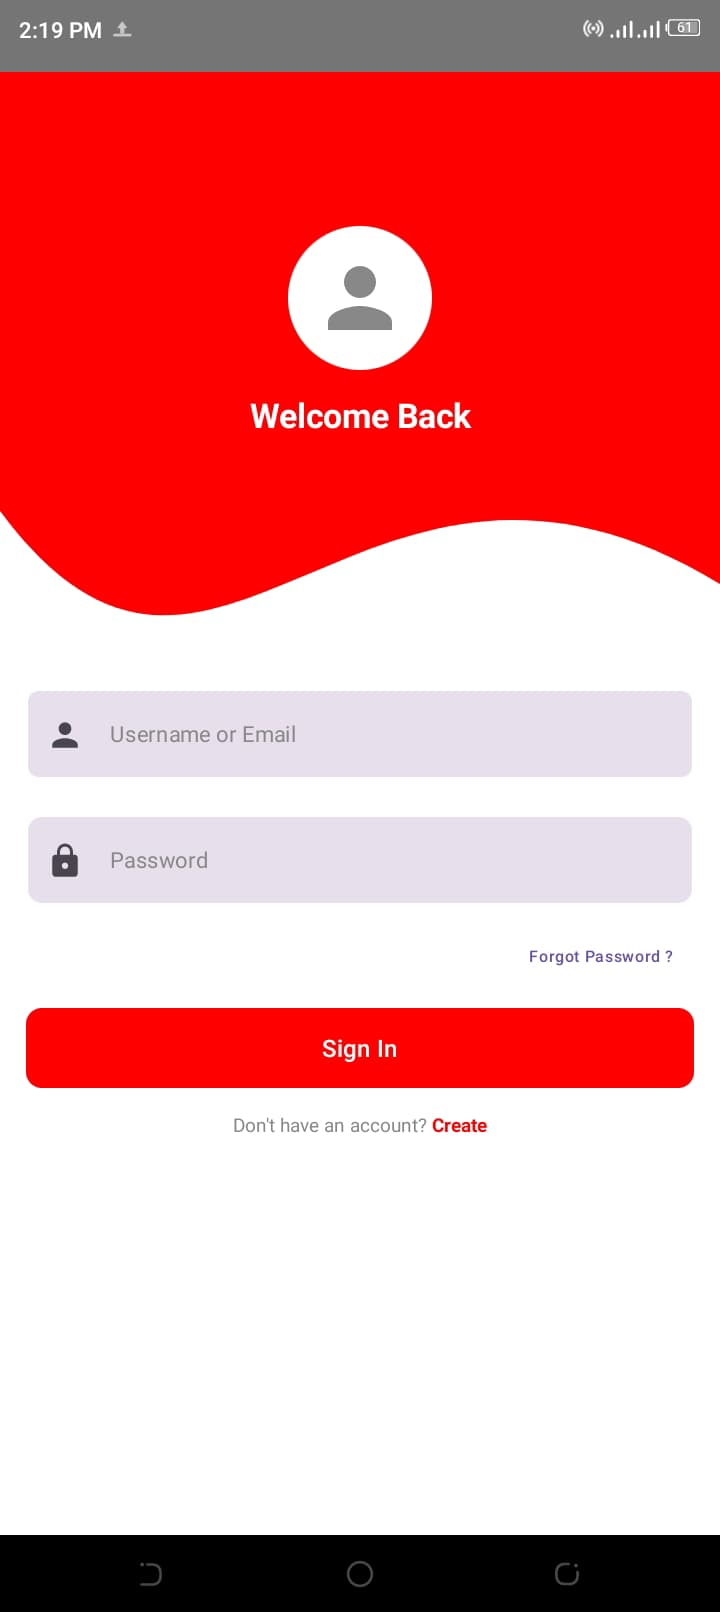 2:19 PM
61
Welcome Back
Username or Email
Password
Forgot Password ?
Sign In
Don't have an account? Create